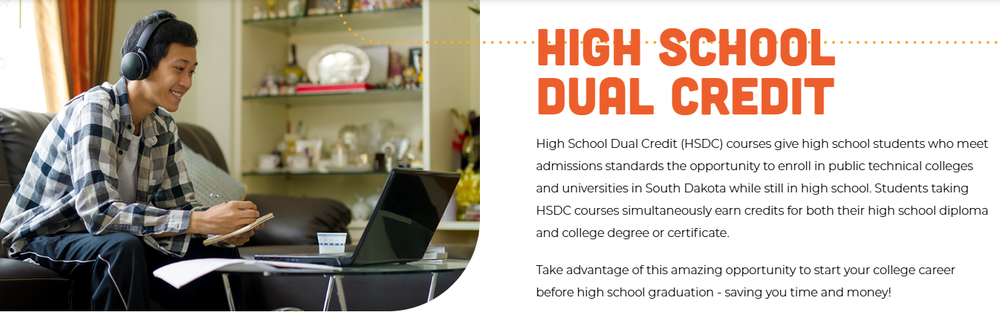 HIGH SCHOOL
DUAL CREDIT
High School Dual Credit (HSDC) courses give high school students who meet
admissions standards the opportunity to enroll in public technical colleges
and universities in South Dakota while still in high school. Students taking
HSDC courses simultaneously earn credits for both their high school diploma
and college degree or certificate.
Take advantage of this amazing opportunity to start your college career
before high school graduation - saving you time and money!